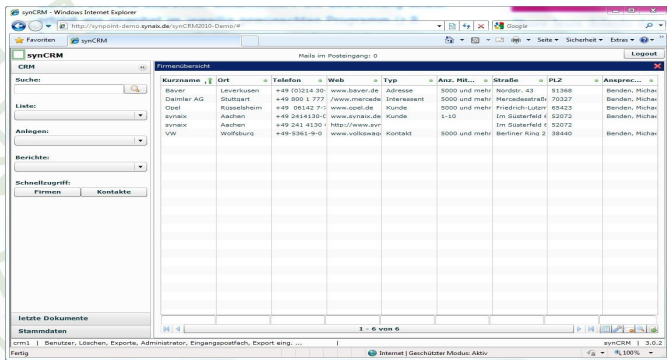 synCRM - Windows Internet Explorer
http://synpoint-demo.synaix.de/synCRM2010-Demo/# Google
Favoriten synCRM Seite Sicherheit Extras
synCRM Mails im Posteingang: 0 Logout
CRM Firmenübersicht
Suche:
Liste:
Anlegen:
Berichte:
Schnellzugriff:
Firmen Kontakte
Kurzname Ort Telefon Web Typ Anz. Mit... Straße PLZ Ansprec...
Bayer Leverkusen +49 (0)214 30- www.bayer.de Adresse 5000 und mehr Nordstr. 43 51368 Benden, Michae
Daimler AG Stuttgart +49 800 1 777 /www.mercede Interessent 5000 und mehr Mercedesstraße 70327 Benden, Michae
Opel Rüsselsheim +49 06142 7-7 www.opel.de Kunde 5000 und mehr Friedrich-Lutzm 65423 Benden, Michae
synaix Aachen +49 2414130-0 www.synaix.de Kunde 1-10 Im Süsterfeld 52072 Benden, Michae
synaix Aachen +49 241 4130 http://www.syn Im Süsterfeld 52072 Benden, Michae
VW Wolfsburg +49-5361-9-0 www.volkswage Kontakt 5000 und mehr Berliner Ring 2 38440 Benden, Michae
letzte Dokumente
Stammdaten
1 - 6 von 6
crm1 | Benutzer, Löschen, Exporte, Administrator, Eingangspostfach, Export eing. ... | synCRM | 3.0.2
Fertig Internet | Geschützter Modus: Aktiv 100%